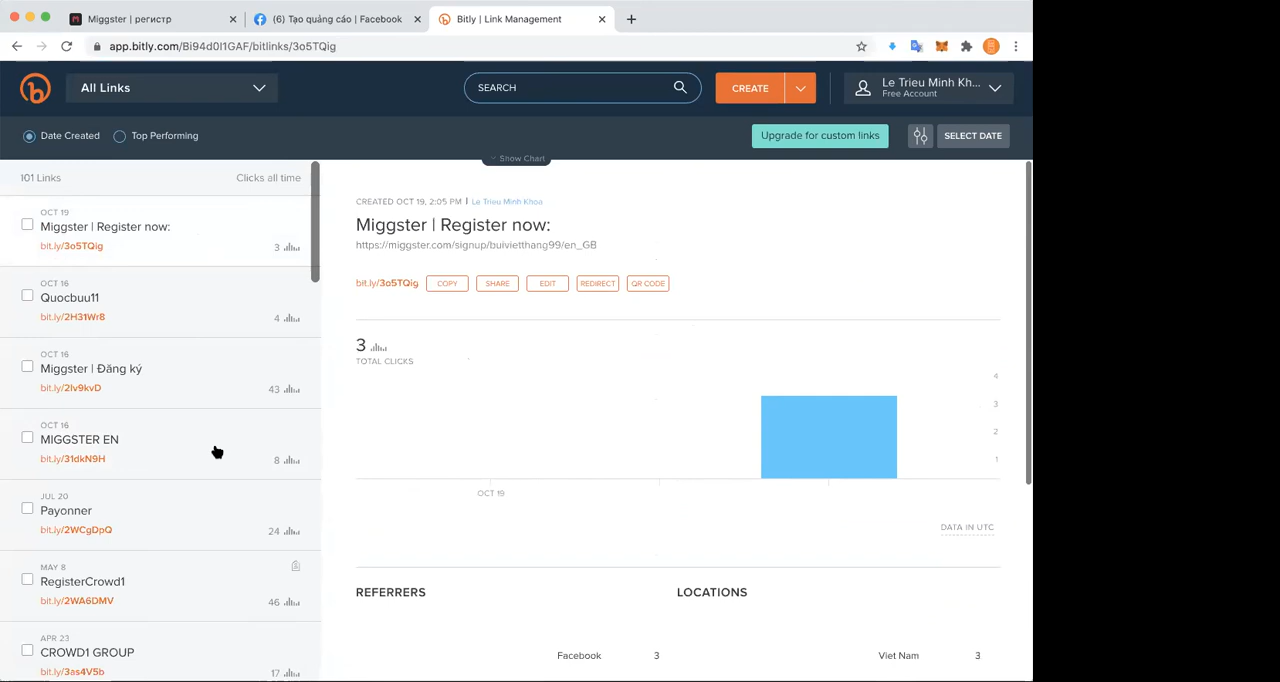 Miggster | регистр
(6) Tạo quảng cáo | Facebook
Bitly | Link Management
app.bitly.com/Bi94d0I1GAF/bitlinks/3o5TQig
All Links
SEARCH
CREATE
Le Trieu Minh Kho...
Free Account
Date Created
Top Performing
Upgrade for custom links
SELECT DATE
Show Chart
101 Links
Clicks all time
OCT 19
Miggster | Register now:
bit.ly/3o5TQig
3
OCT 16
Quocbuu11
bit.ly/2H31Wr8
4
OCT 16
Miggster | Đăng ký
bit.ly/2Iv9kvD
43
OCT 16
MIGGSTER EN
bit.ly/31dkN9H
8
JUL 20
Payonner
bit.ly/2WCgDpQ
24
MAY 8
RegisterCrowd1
bit.ly/2WA6DMV
46
APR 23
CROWD1 GROUP
bit.ly/3as4V5b
17
CREATED OCT 19, 2:05 PM | Le Trieu Minh Khoa
Miggster | Register now:
https://miggster.com/signup/buivietthang99/en_GB
bit.ly/3o5TQig
COPY
SHARE
EDIT
REDIRECT
QR CODE
3
TOTAL CLICKS
4
3
2
1
OCT 19
DATA IN UTC
REFERRERS
LOCATIONS
Facebook 3
Viet Nam 3